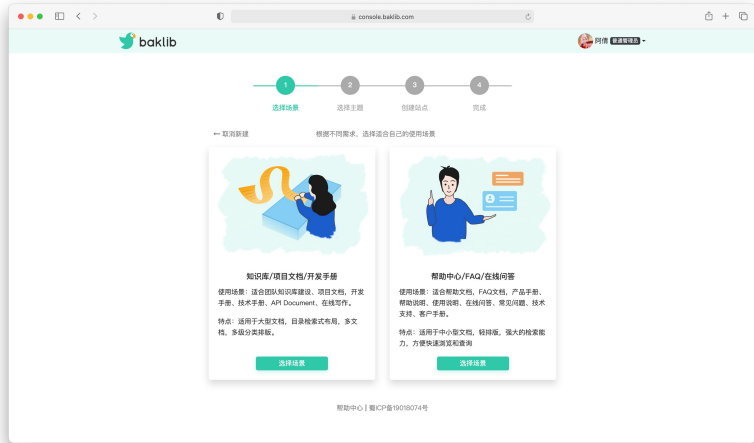 console.baklib.com
baklib
阿倩 普通管理员
1 2 3 4
选择场景 选择主题 创建站点 完成
← 取消新建 根据不同需求，选择适合自己的使用场景
知识库/项目文档/开发手册
使用场景：适合团队知识库建设、项目文档、开发
手册、技术手册、API Document、在线写作。
特点：适用于大型文档，目录检索式布局，多文
档，多级分类排版。
选择场景
帮助中心/FAQ/在线问答
使用场景：适合帮助文档，FAQ文档，产品手册、
帮助说明、使用说明、在线问答、常见问题、技术
支持、客户手册。
特点：适用于中小型文档，轻排版，强大的检索能
力，方便快速浏览和查询
选择场景
帮助中心 | 蜀ICP备19016074号